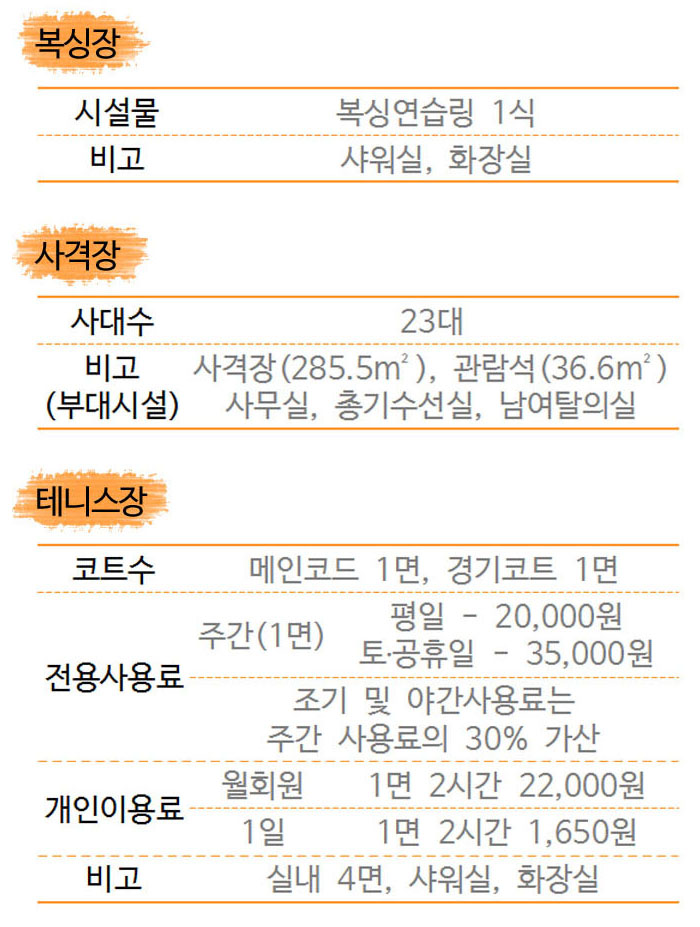 복싱장
시설물 복싱연습링 1식
비고 샤워실, 화장실
사격장
사대수 23대
비고 사격장(285.5㎡), 관람석(36.6㎡)
(부대시설) 사무실, 총기수선실, 남여탈의실
테니스장
코트수 메인코드 1면, 경기코트 1면
전용사용료 주간(1면) 평일 - 20,000원
토·공휴일 - 35,000원
조기 및 야간사용료는
주간 사용료의 30% 가산
개인이용료 월회원 1면 2시간 22,000원
1일 1면 2시간 1,650원
비고 실내 4면, 샤워실, 화장실